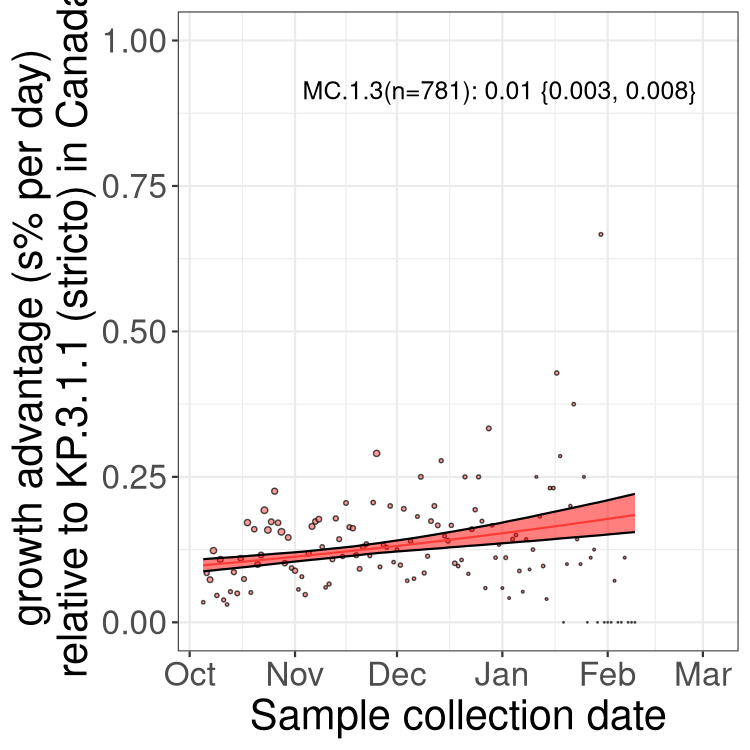 growth advantage (s% per day)
relative to KP.3.1.1 (stricto) in Canada
1.00
0.75
0.50
0.25
0.00
MC.1.3(n=781): 0.01 {0.003, 0.008}
Oct Nov Dec Jan Feb Mar
Sample collection date